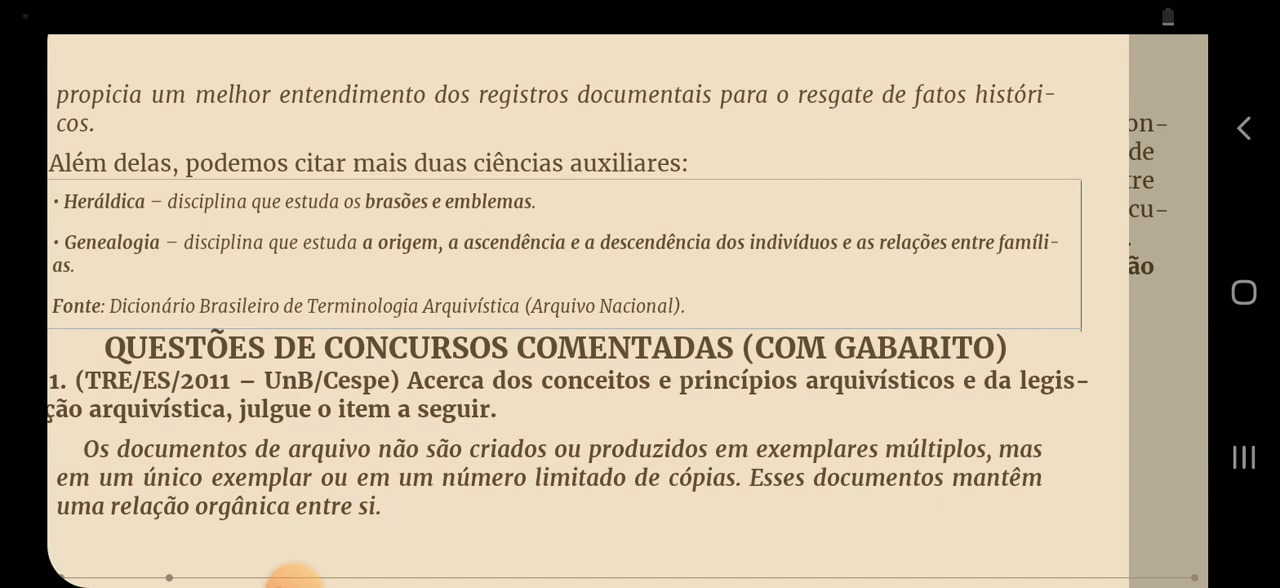 propicia um melhor entendimento dos registros documentais para o resgate de fatos históri-
cos.
Além delas, podemos citar mais duas ciências auxiliares:
• Heráldica – disciplina que estuda os brasões e emblemas.
• Genealogia – disciplina que estuda a origem, a ascendência e a descendência dos indivíduos e as relações entre famíli-
as.
Fonte: Dicionário Brasileiro de Terminologia Arquivística (Arquivo Nacional).
QUESTÕES DE CONCURSOS COMENTADAS (COM GABARITO)
1. (TRE/ES/2011 – UnB/Cespe) Acerca dos conceitos e princípios arquivísticos e da legis-
ção arquivística, julgue o item a seguir.
Os documentos de arquivo não são criados ou produzidos em exemplares múltiplos, mas
em um único exemplar ou em um número limitado de cópias. Esses documentos mantêm
uma relação orgânica entre si.
on-
de
tre
cu-
ão